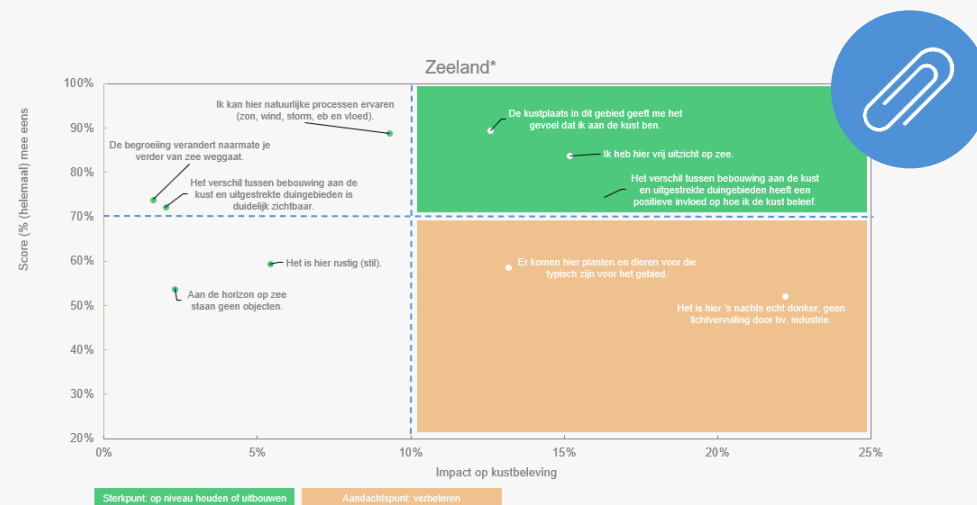 Zeeland*
100%
90%
80%
70%
60%
50%
40%
30%
20%
Score (% (helemaal) mee eens
Ik kan hier natuurlijke processen ervaren
(zon, wind, storm, eb en vloed).
De begroeiing verandert naarmate je
verder van zee weggaat.
Het verschil tussen bebouwing aan de
kust en uitgestrekte duingebieden is
duidelijk zichtbaar.
De kustplaats in dit gebied geeft me het
gevoel dat ik aan de kust ben.
Ik heb hier vrij uitzicht op zee.
Het verschil tussen bebouwing aan de kust
en uitgestrekte duingebieden heeft een
positieve invloed op hoe ik de kust beleef.
Het is hier rustig (stil).
Aan de horizon op zee
staan geen objecten.
Er komen hier planten en dieren voor die
typisch zijn voor het gebied.
Het is hier 's nachts echt donker, geen
lichtvervuiling door bv. industrie.
0%
5%
10%
15%
20%
25%
Impact op kustbeleving
Sterkpunt: op niveau houden of uitbouwen
Aandachtspunt: verbeteren